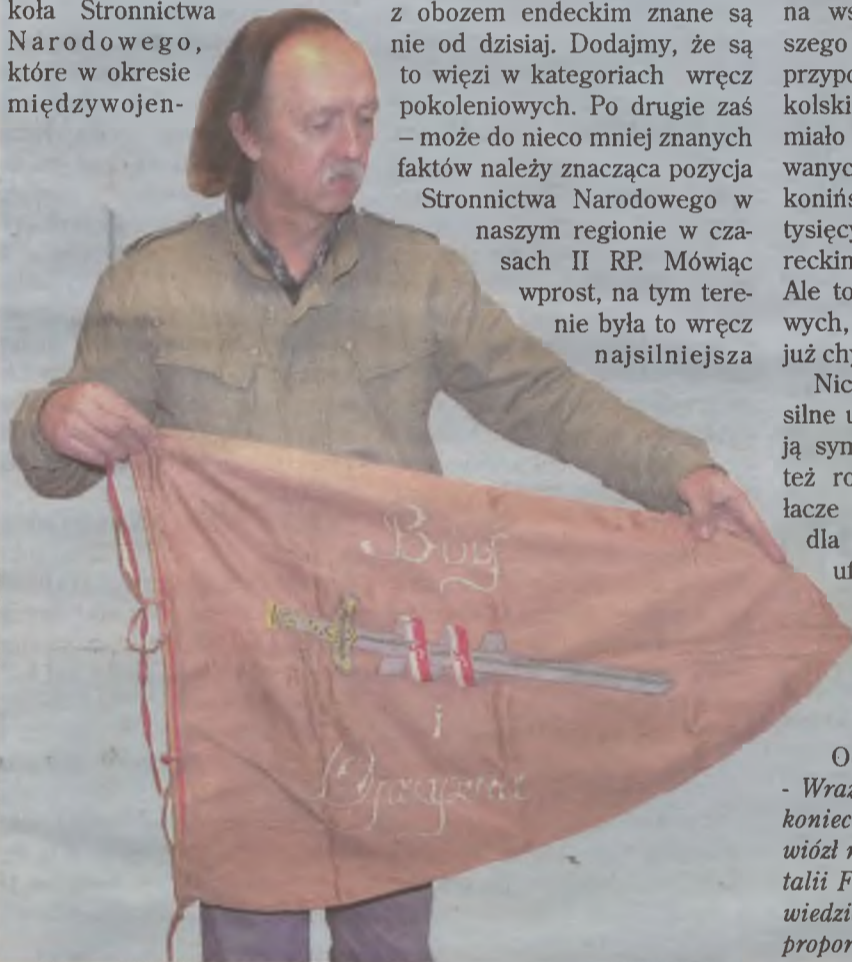 koła Stronnictwa
Narodowego,
które w okresie
międzywojen-
z obozem endeckim znane są
nie od dzisiaj. Dodajmy, że są
to więzi w kategoriach wręcz
pokoleniowych. Po drugie zaś
– może do nieco mniej znanych
faktów należy znacząca pozycja
Stronnictwa Narodowego w
naszym regionie w cza-
sach II RP. Mówiąc
wprost, na tym tere-
nie była to wręcz
najsilniejsza
na ws
szego
przypo
kolski
miało
wanyc
konińs
tysięcy
reckim
Ale to
wych,
już chy
Nic
silne u
ją sym
też ro
łacze
dla
uf
O
- Wraz
koniec
wiózł r
talii F
wiedzi
propor
Bóg
i
Ojczyzna